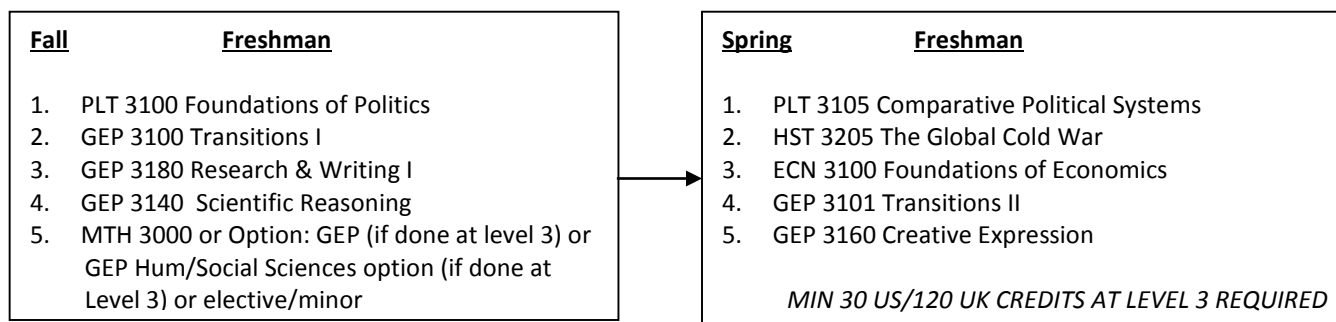 Fall Freshman
1. PLT 3100 Foundations of Politics
2. GEP 3100 Transitions I
3. GEP 3180 Research & Writing I
4. GEP 3140 Scientific Reasoning
5. MTH 3000 or Option: GEP (if done at level 3) or
GEP Hum/Social Sciences option (if done at
Level 3) or elective/minor
Spring Freshman
1. PLT 3105 Comparative Political Systems
2. HST 3205 The Global Cold War
3. ECN 3100 Foundations of Economics
4. GEP 3101 Transitions II
5. GEP 3160 Creative Expression
MIN 30 US/120 UK CREDITS AT LEVEL 3 REQUIRED